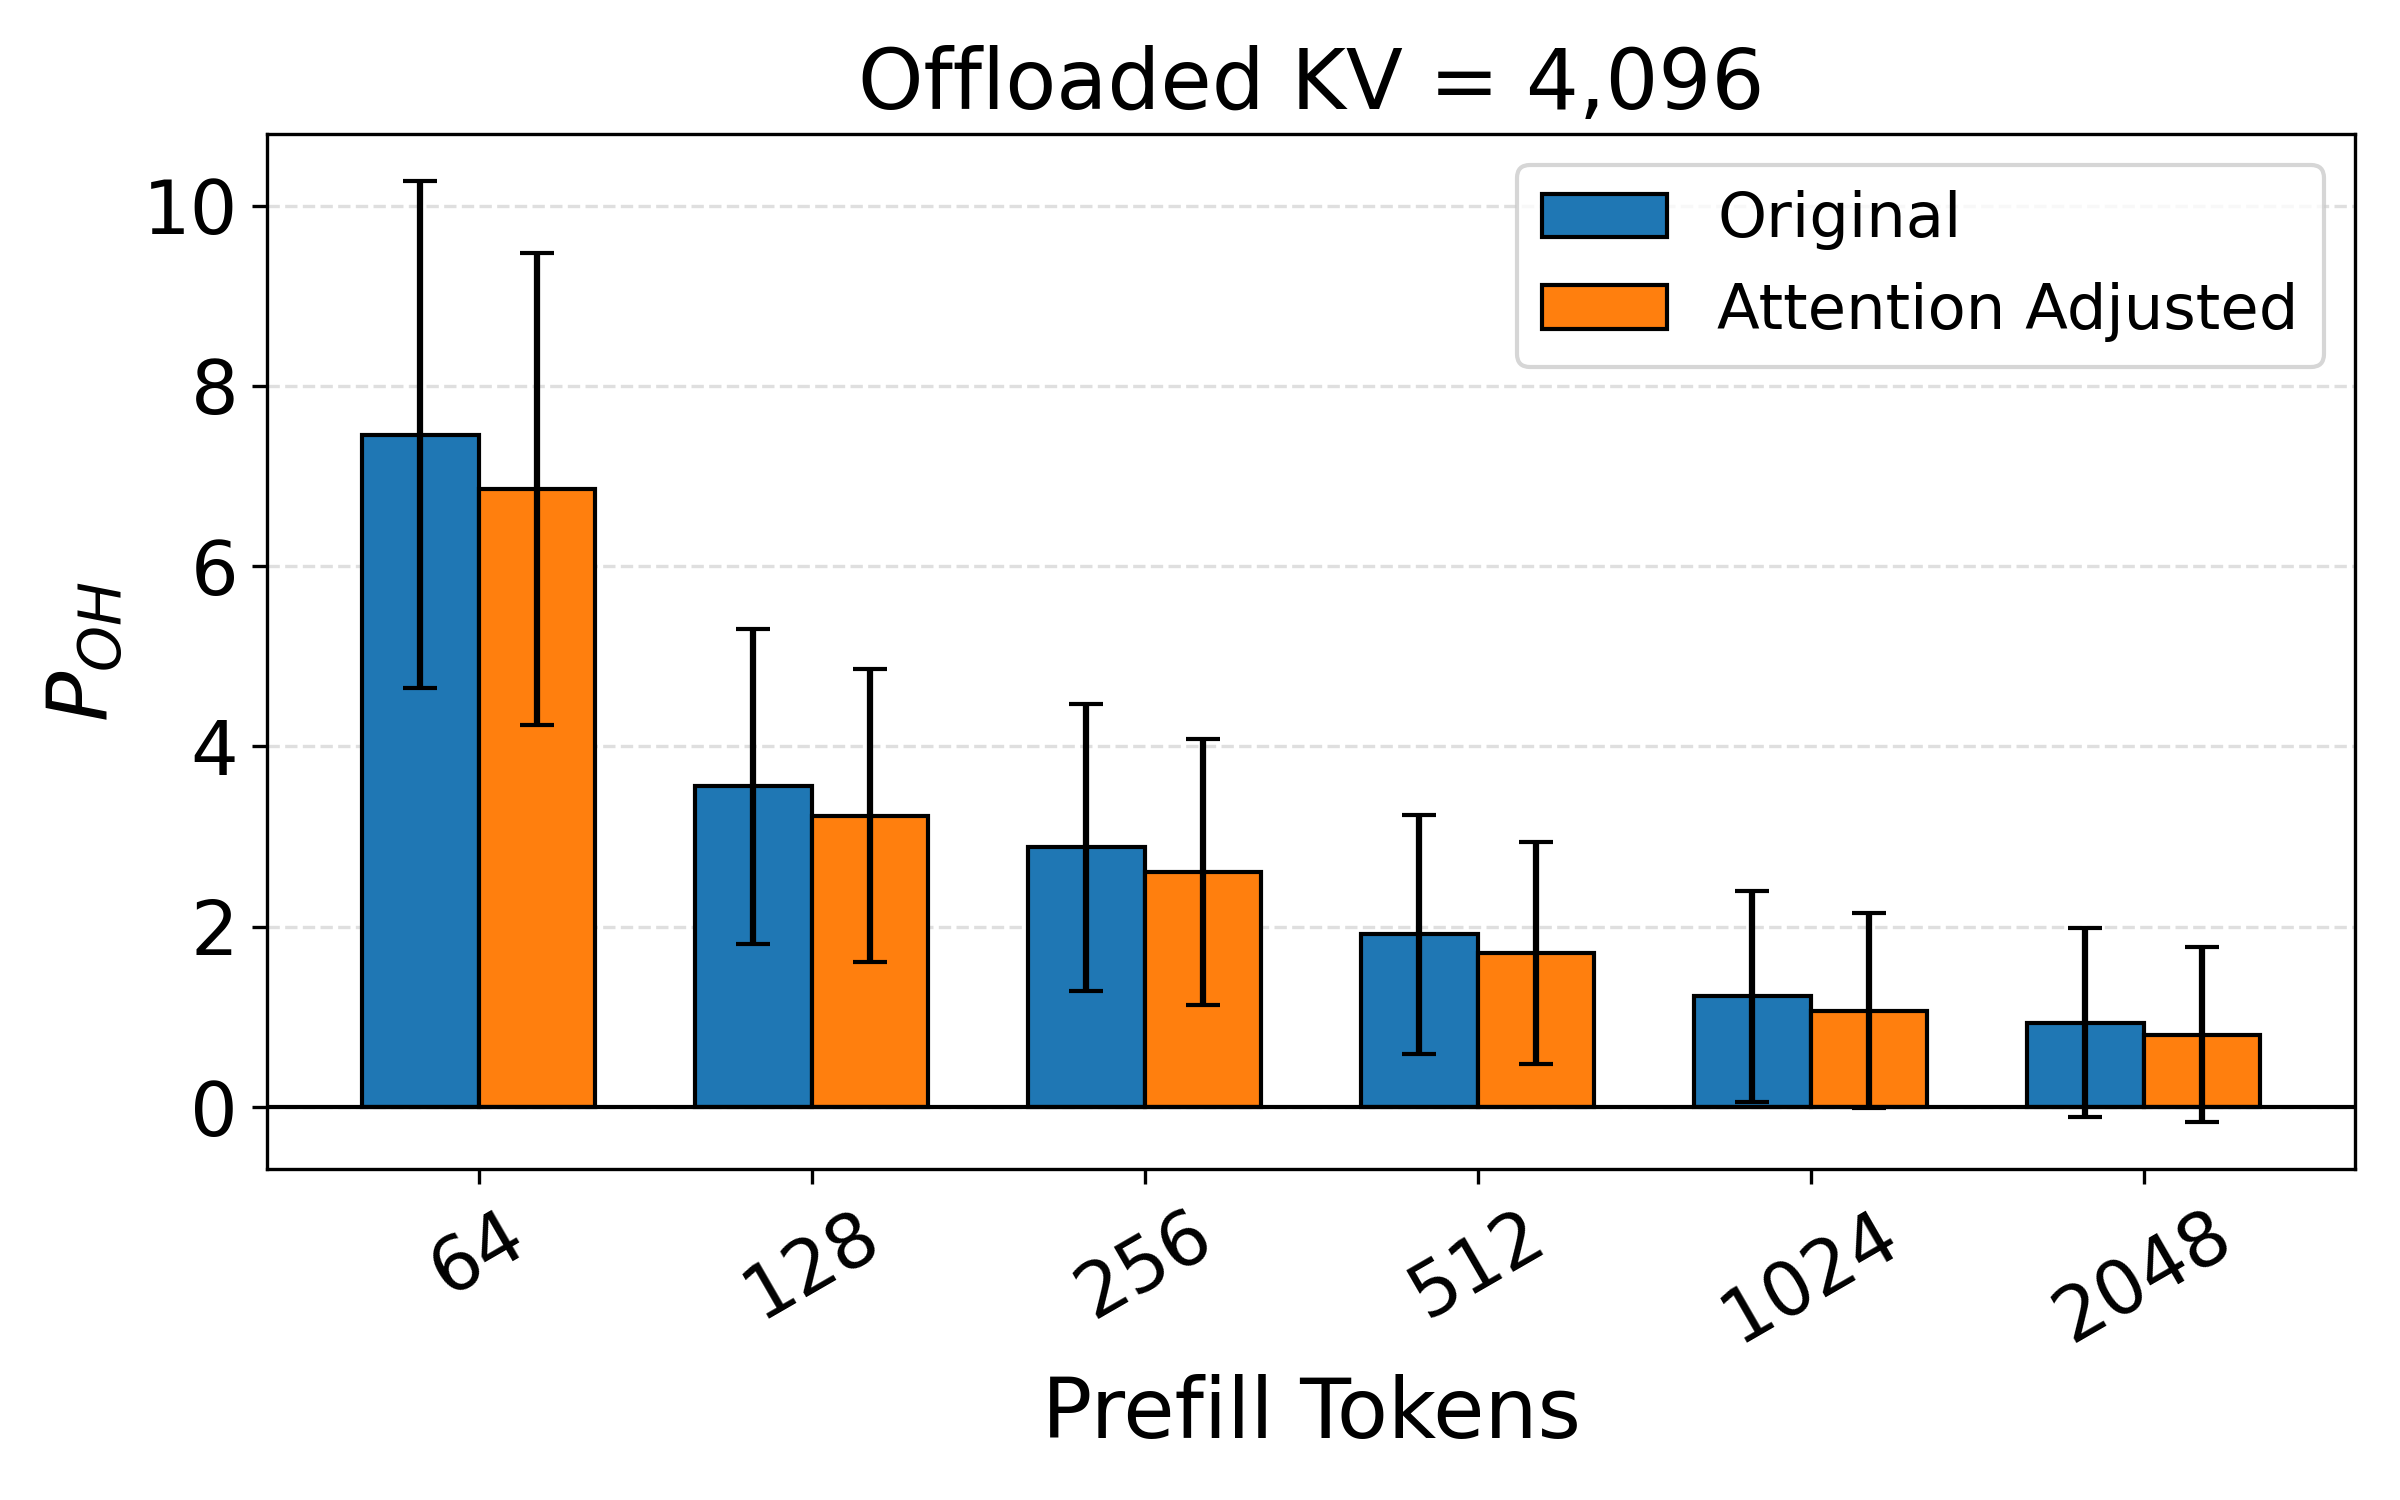 Offloaded KV = 4,096
Original
Attention Adjusted
10
8
6
4
2
0
P_OH
64
128
256
512
1024
2048
Prefill Tokens